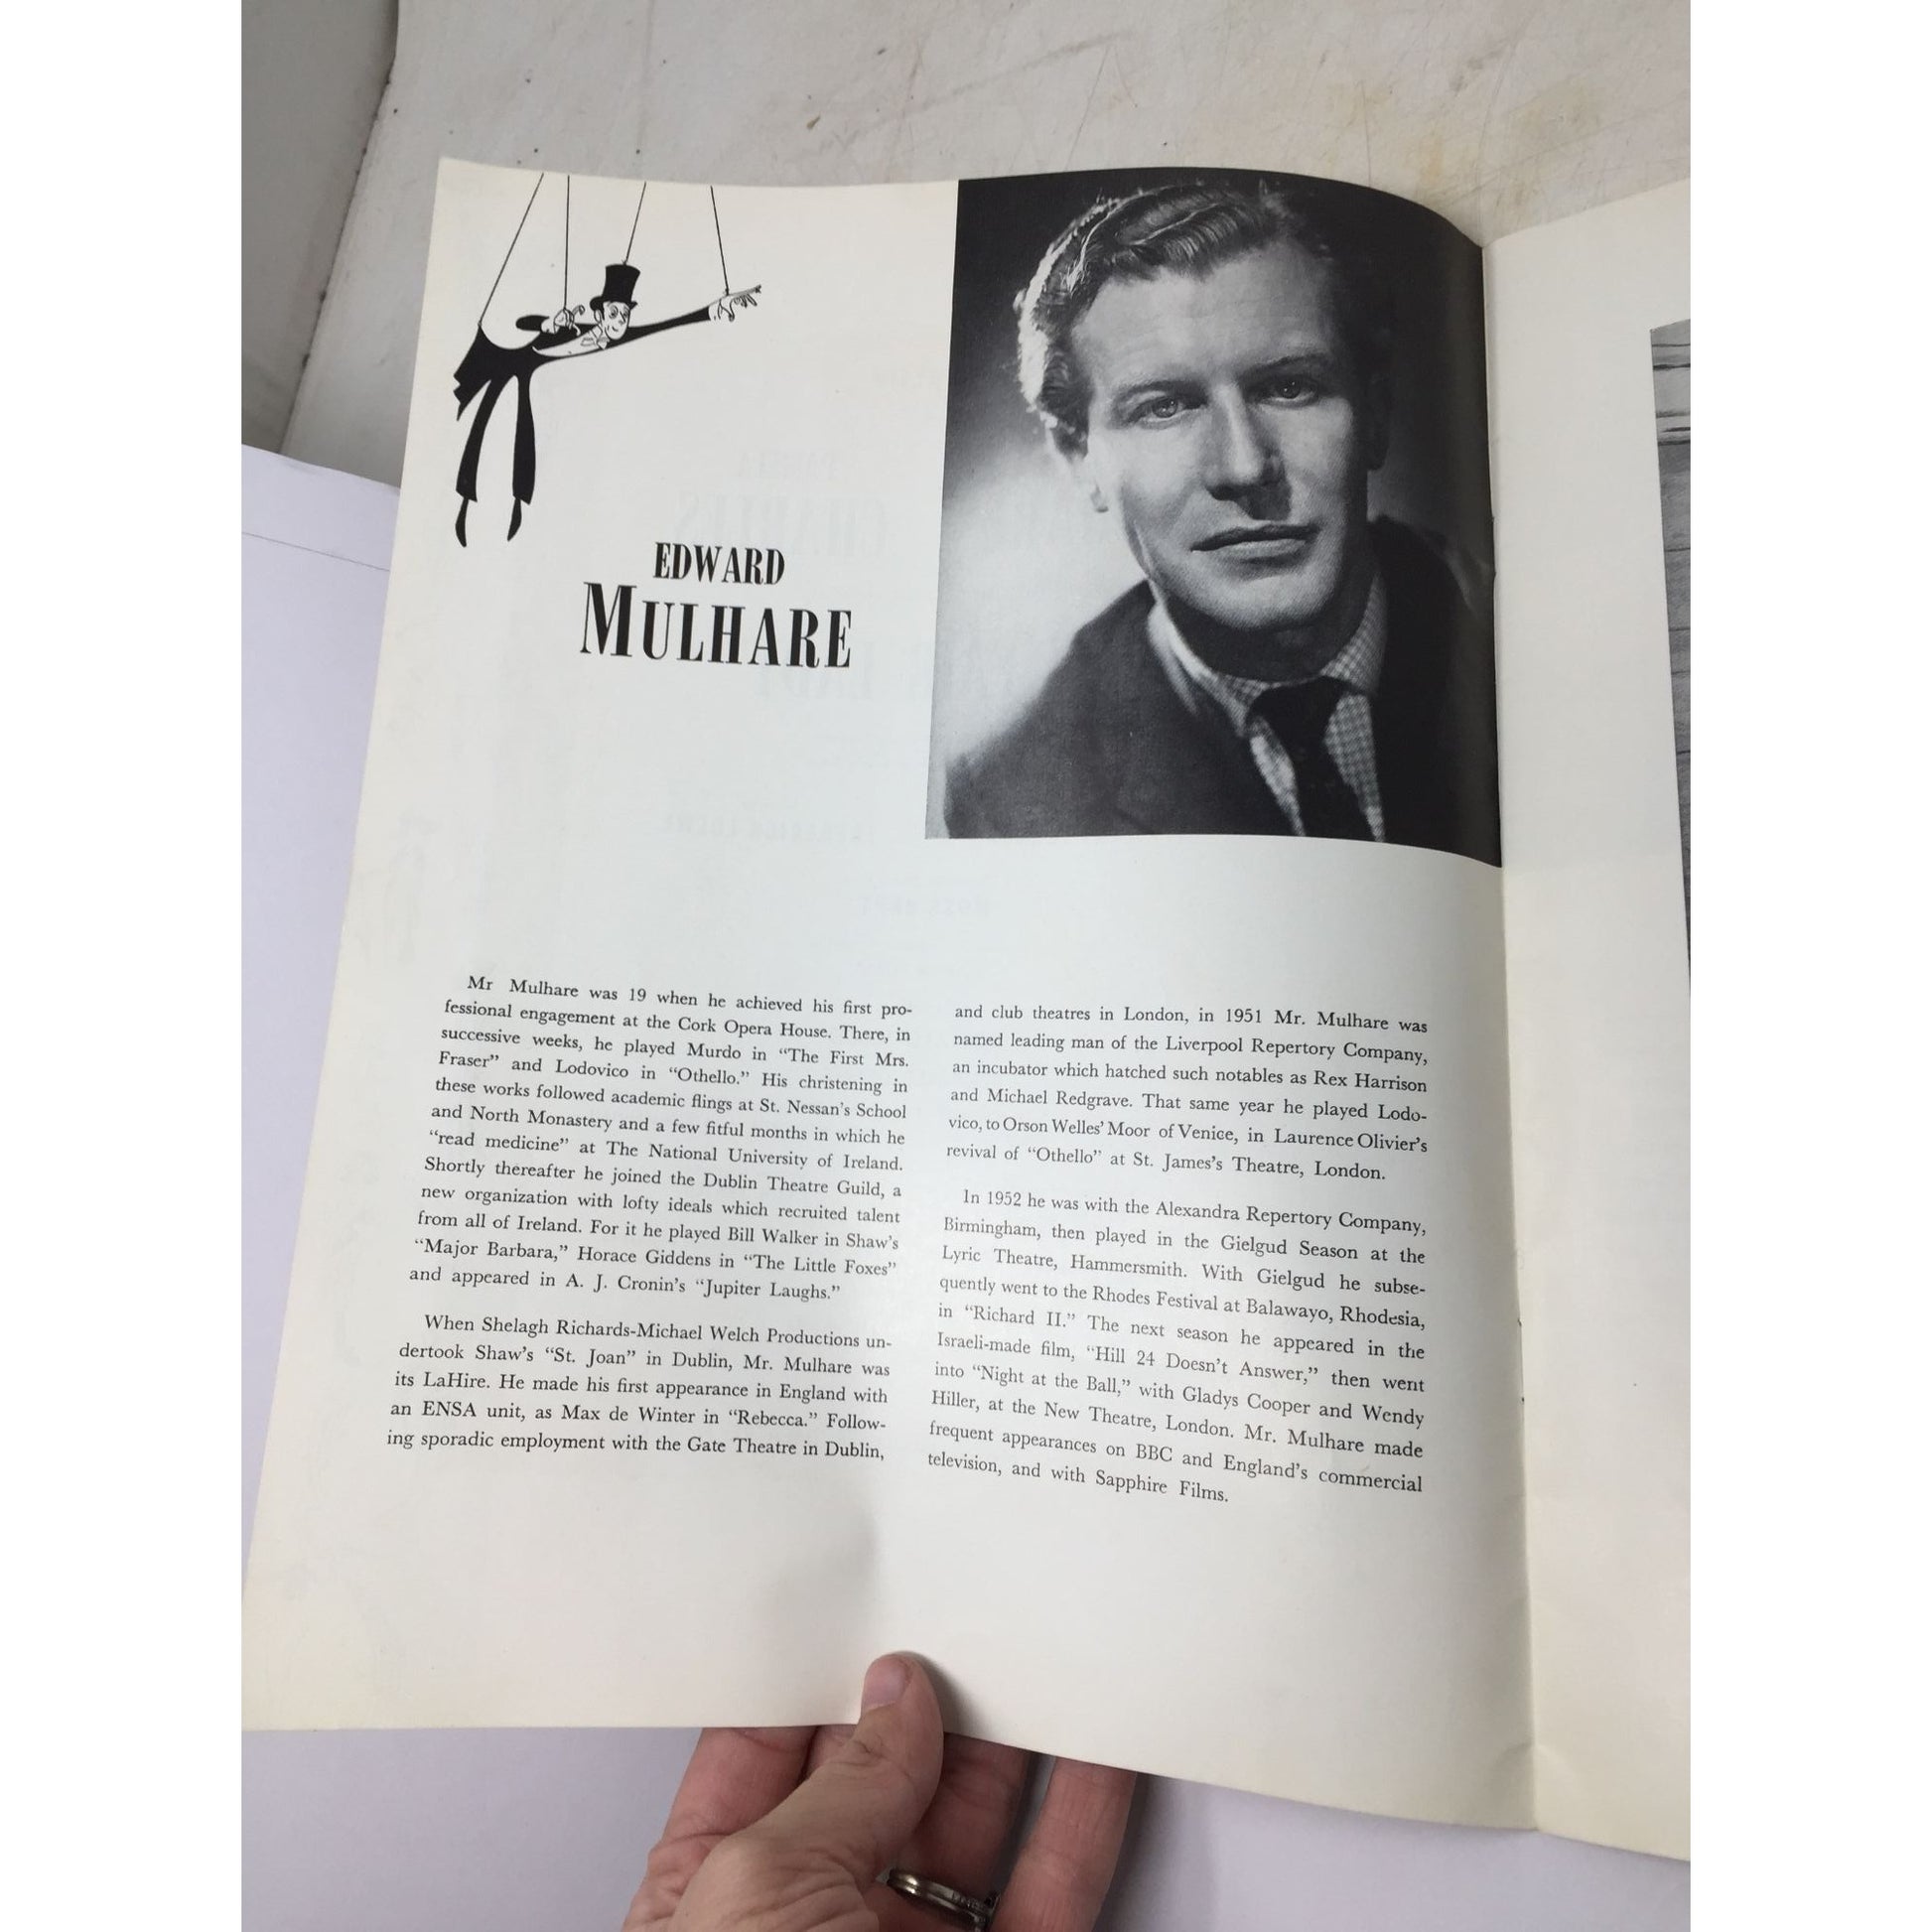 EDWARD
MULHARE
Mr Mulhare was 19 when he achieved his first pro-
fessional engagement at the Cork Opera House. There, in
successive weeks, he played Murdo in “The First Mrs.
Fraser” and Lodovico in “Othello.” His christening in
these works followed academic flings at St. Nessan’s School
and North Monastery and a few fitful months in which he
“read medicine” at The National University of Ireland.
Shortly thereafter he joined the Dublin Theatre Guild, a
new organization with lofty ideals which recruited talent
from all of Ireland. For it he played Bill Walker in Shaw’s
“Major Barbara,” Horace Giddens in “The Little Foxes”
and appeared in A. J. Cronin’s “Jupiter Laughs.”
When Shelagh Richards-Michael Welch Productions un-
dertook Shaw’s “St. Joan” in Dublin, Mr. Mulhare was
its LaHire. He made his first appearance in England with
an ENSA unit, as Max de Winter in “Rebecca.” Follow-
ing sporadic employment with the Gate Theatre in Dublin,
and club theatres in London, in 1951 Mr. Mulhare was
named leading man of the Liverpool Repertory Company,
an incubator which hatched such notables as Rex Harrison
and Michael Redgrave. That same year he played Lodo-
vico, to Orson Welles’ Moor of Venice, in Laurence Olivier’s
revival of “Othello” at St. James’s Theatre, London.
In 1952 he was with the Alexandra Repertory Company,
Birmingham, then played in the Gielgud Season at the
Lyric Theatre, Hammersmith. With Gielgud he subse-
quently went to the Rhodes Festival at Balawayo, Rhodesia,
in “Richard II.” The next season he appeared in the
Israeli-made film, “Hill 24 Doesn’t Answer,” then went
into “Night at the Ball,” with Gladys Cooper and Wendy
Hiller, at the New Theatre, London. Mr. Mulhare made
frequent appearances on BBC and England’s commercial
television, and with Sapphire Films.